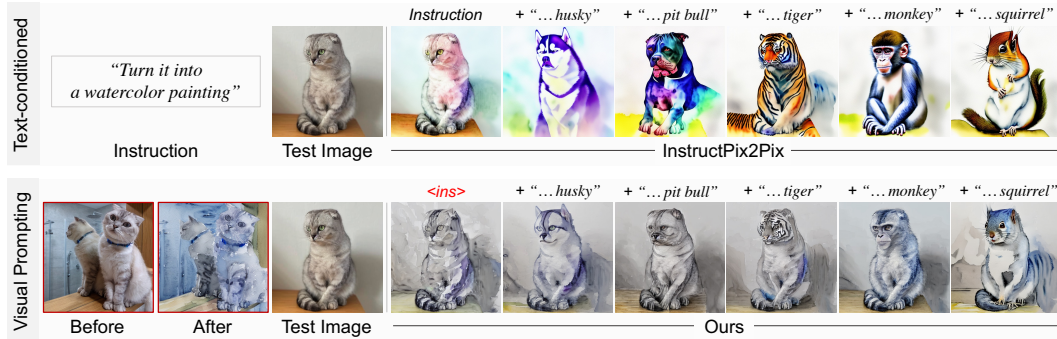 Text-conditioned
Instruction + “... husky” + “... pit bull” + “... tiger” + “... monkey” + “... squirrel”
“Turn it into
a watercolor painting”
Instruction Test Image InstructPix2Pix
Visual Prompting
<ins> + “... husky” + “... pit bull” + “... tiger” + “... monkey” + “... squirrel”
Before After Test Image Ours